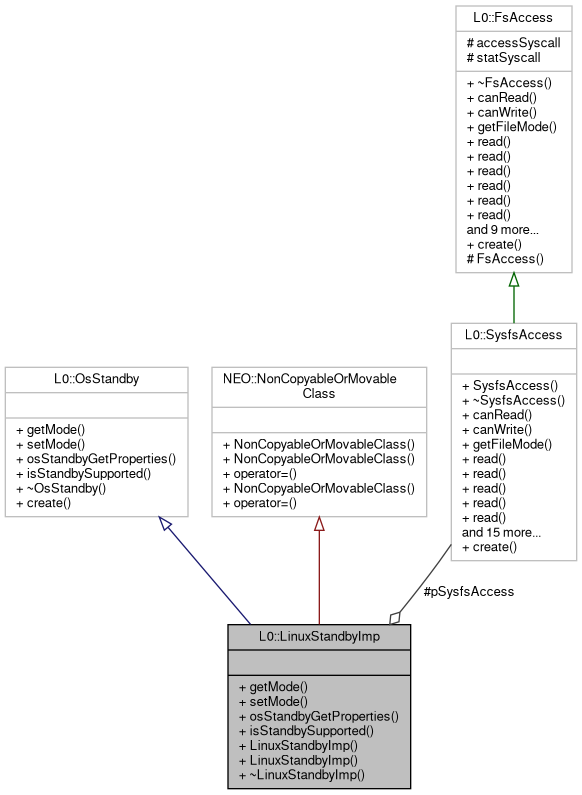 L0::FsAccess
# accessSyscall
# statSyscall
+ ~FsAccess()
+ canRead()
+ canWrite()
+ getFileMode()
+ read()
+ read()
+ read()
+ read()
+ read()
+ read()
and 9 more...
+ create()
# FsAccess()
L0::SysfsAccess
+ SysfsAccess()
+ ~SysfsAccess()
+ canRead()
+ canWrite()
+ getFileMode()
+ read()
+ read()
+ read()
+ read()
+ read()
and 15 more...
+ create()
L0::OsStandby
+ getMode()
+ setMode()
+ osStandbyGetProperties()
+ isStandbySupported()
+ ~OsStandby()
+ create()
NEO::NonCopyableOrMovable
Class
+ NonCopyableOrMovableClass()
+ NonCopyableOrMovableClass()
+ operator=()
+ NonCopyableOrMovableClass()
+ operator=()
#pSysfsAccess
L0::LinuxStandbyImp
+ getMode()
+ setMode()
+ osStandbyGetProperties()
+ isStandbySupported()
+ LinuxStandbyImp()
+ LinuxStandbyImp()
+ ~LinuxStandbyImp()